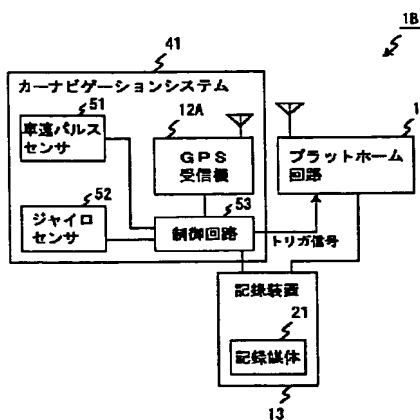 1B
41
カーナビゲーションシステム
51
車速パルス
センサ
12A
GPS
受信機
プラットホーム
回路
52
ジャイロ
センサ
53
制御回路
トリガ信号
記録装置
21
記録媒体
13